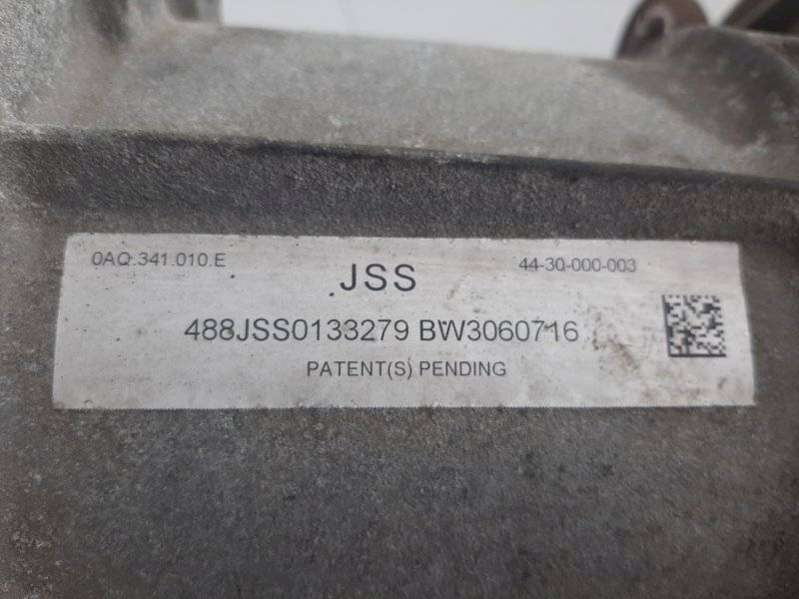 0AQ.341.010.E
JSS
44-30-000-003
488JSS0133279 BW3060716
PATENT(S) PENDING